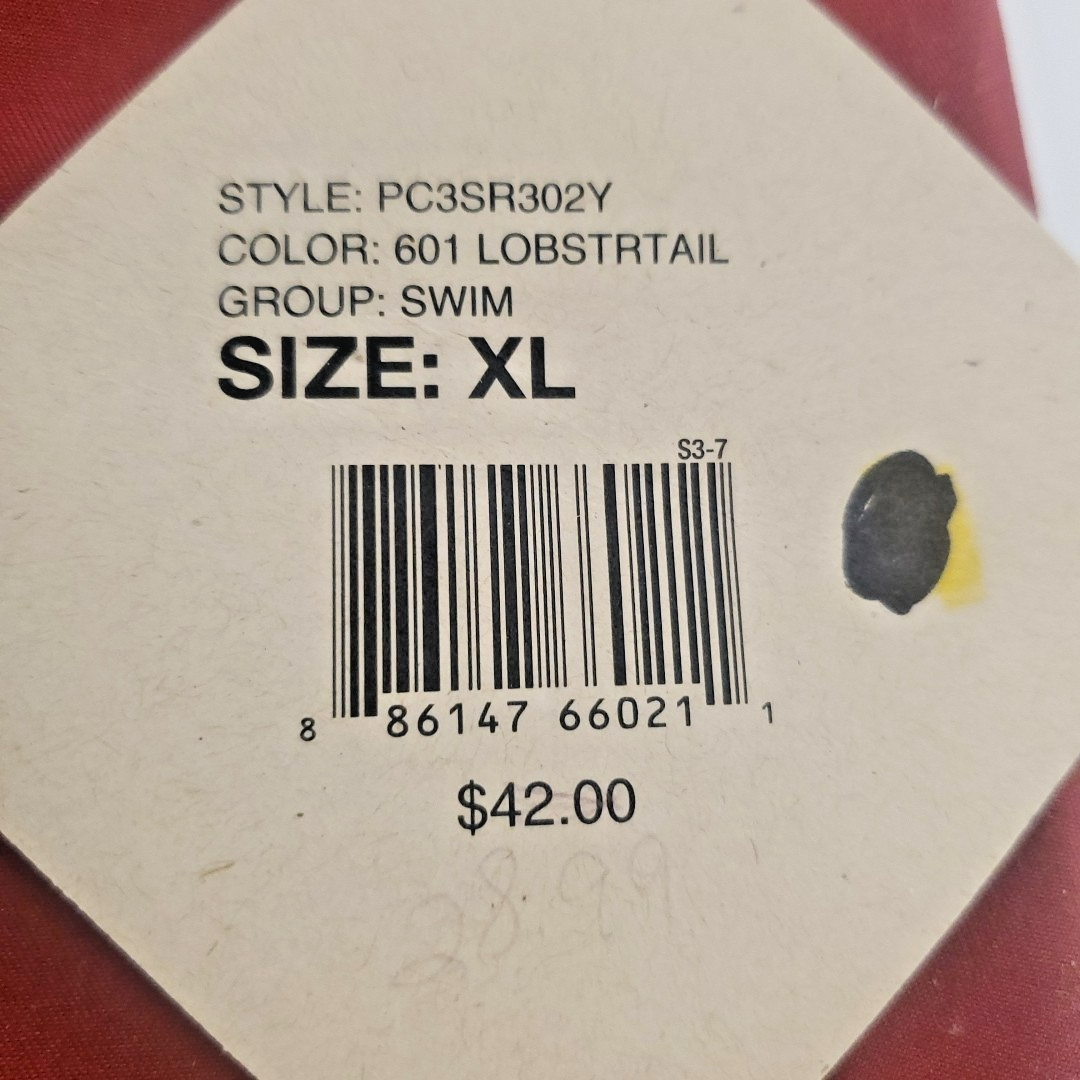 STYLE: PC3SR302Y
COLOR: 601 LOBSTRTAIL
GROUP: SWIM
SIZE: XL
S3-7
8 86147 66021 1
$42.00
28.99